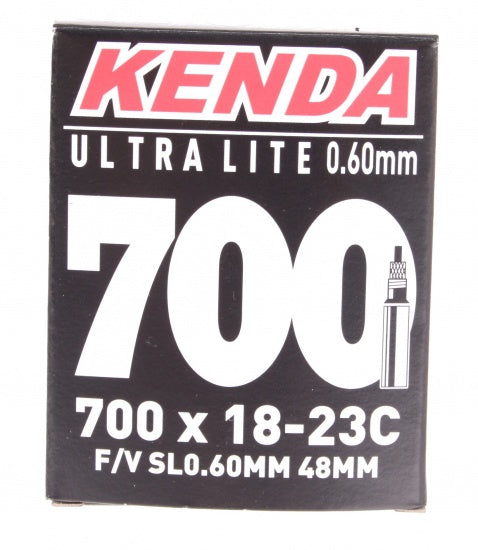 KENDA
ULTRA LITE 0.60mm
700
700 x 18-23C
F/V SL0.60MM 48MM